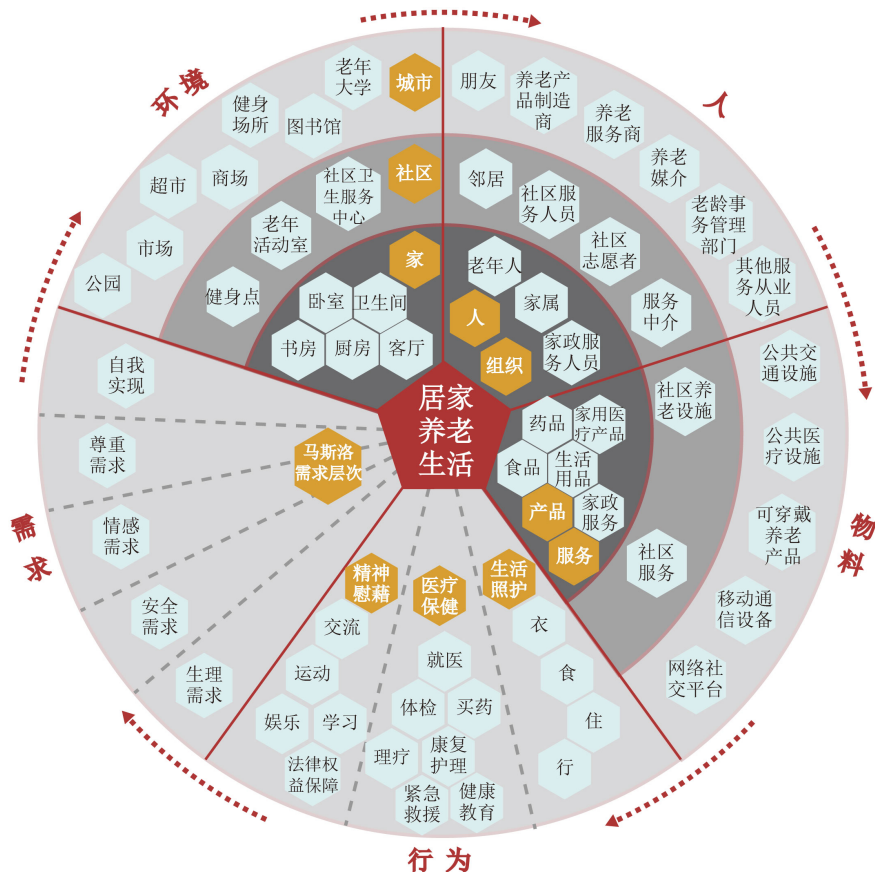 居家
养老
生活
环境
城市
老年
大学
健身
场所
图书馆
超市
商场
市场
公园
社区
社区卫
生服务
中心
老年
活动室
健身点
家
卧室
卫生间
书房
厨房
客厅
人
朋友
养老产
品制造
商
养老
服务商
养老
媒介
老龄事
务管理
部门
其他服
务从业
人员
邻居
社区服
务人员
社区
志愿者
服务
中介
老年人
人
家属
组织
家政服
务人员
物料
公共交
通设施
公共医
疗设施
可穿戴
养老
产品
移动通
信设备
网络社
交平台
社区养
老设施
社区
服务
药品
家用医
疗产品
食品
生活
用品
产品
家政
服务
服务
行为
生活
照护
衣
食
住
行
医疗
保健
就医
体检
买药
理疗
康复
护理
紧急
救援
健康
教育
精神
慰藉
交流
运动
娱乐
学习
法律权
益保障
需求
马斯洛
需求层次
生理
需求
安全
需求
情感
需求
尊重
需求
自我
实现